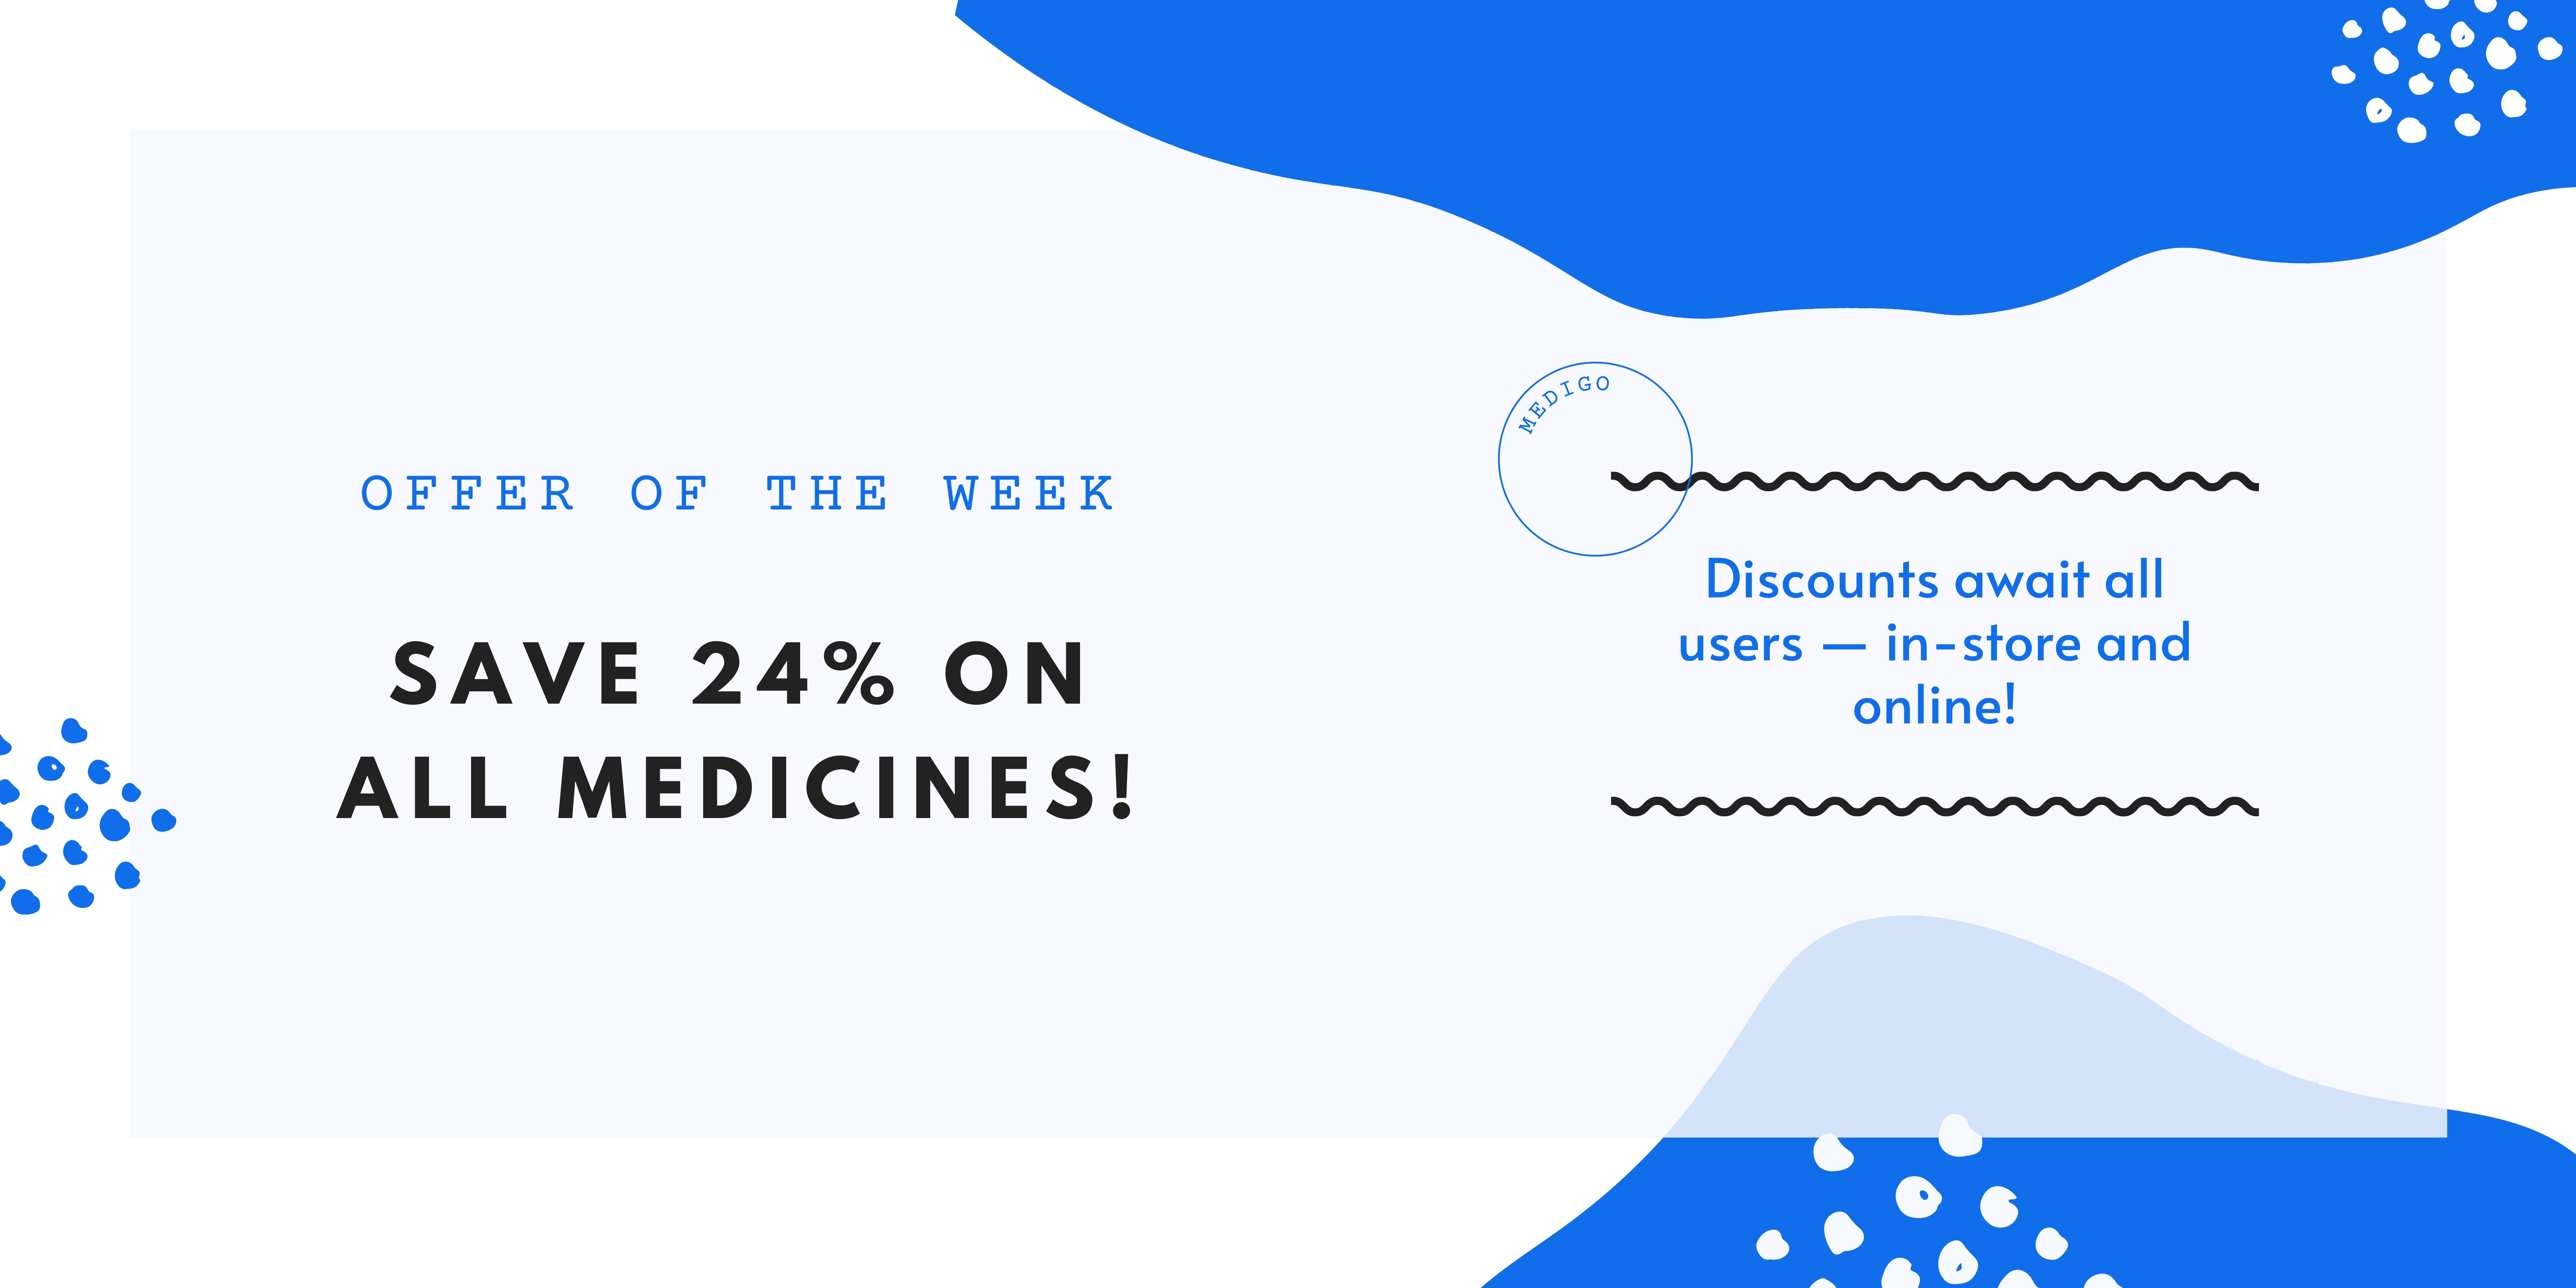 OFFER OF THE WEEK
SAVE 24% ON
ALL MEDICINES!
MEDIGO
Discounts await all
users — in-store and
online!